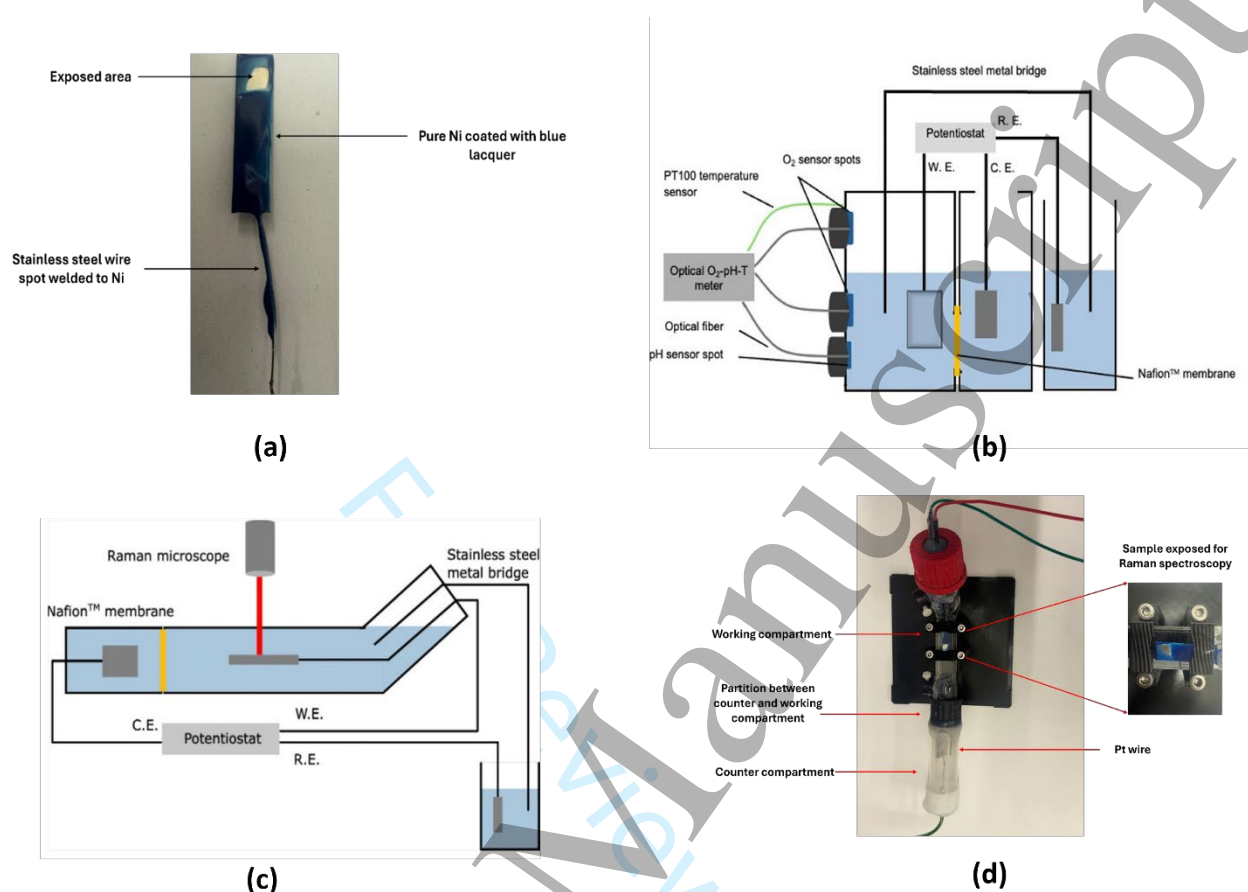 Exposed area
Pure Ni coated with blue
lacquer
Stainless steel wire
spot welded to Ni
(a)
Stainless steel metal bridge
Potentiostat
R. E.
W. E.
C. E.
O2 sensor spots
PT100 temperature
sensor
Optical O2-pH-T
meter
Optical fiber
pH sensor spot
Nafion™ membrane
(b)
Raman microscope
Stainless steel
metal bridge
Nafion™ membrane
C.E.
W.E.
Potentiostat
R.E.
(c)
Sample exposed for
Raman spectroscopy
Working compartment
Partition between
counter and working
compartment
Pt wire
Counter compartment
(d)
Manuscript